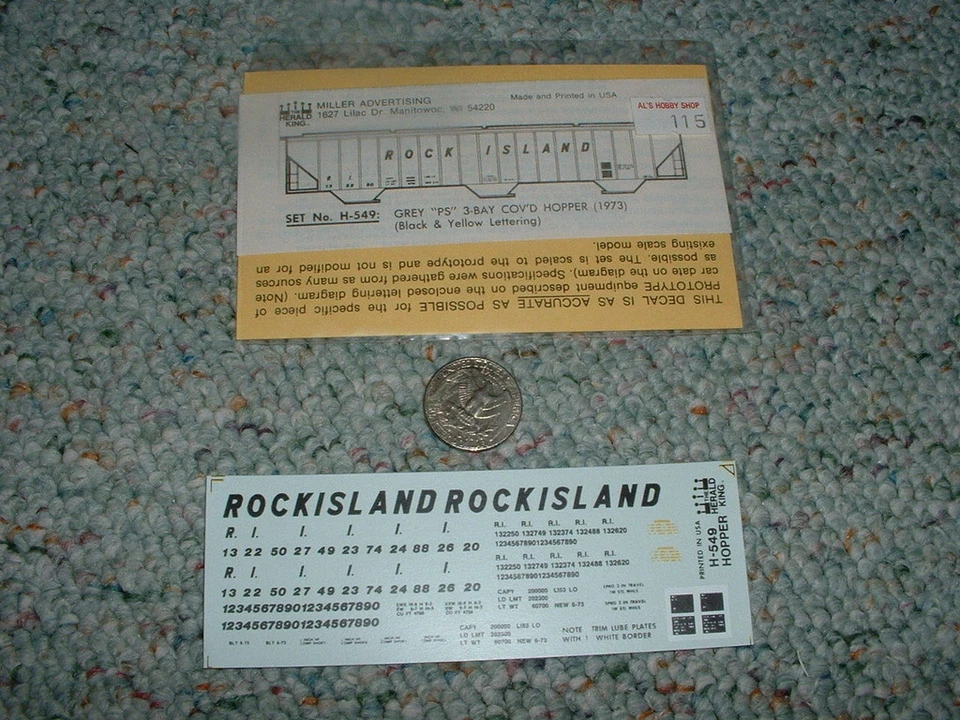 THE HERALD KING™
MILLER ADVERTISING
1627 Lilac Dr. Manitowoc, WI 54220
Made and Printed in USA
AL'S HOBBY SHOP
115
ROCK ISLAND
SET No. H-549: GREY "PS" 3-BAY COV'D HOPPER (1973)
(Black & Yellow Lettering)
THIS DECAL IS AS ACCURATE AS POSSIBLE for the specific piece of
PROTOTYPE equipment described on the enclosed lettering diagram. (Note
car date on the diagram). Specifications were gathered from as many sources
as possible. The set is scaled to the prototype and is not modified for an
existing scale model.
ROCKISLAND ROCKISLAND
R. I. I. I. I. I.
13 22 50 27 49 23 74 24 88 26 20
R. I. I. I. I. I.
13 22 50 27 49 23 74 24 88 26 20
12345678901234567890
12345678901234567890
R.I. R.I. R.I. R.I. R.I.
132250 132749 132374 132488 132620
12345678901234567890
R.I. R.I. R.I. R.I. R.I.
132250 132749 132374 132488 132620
12345678901234567890
CAPY 200000 L153 LO
LD LMT 202300
LT WT 60700 NEW 6-73
CAPY 200000 L153 LO
LD LMT 202300
LT WT 60700 NEW 6-73
NOTE TRIM LUBE PLATES
WITH WHITE BORDER
PRINTED IN USA
H-549
HOPPER
THE HERALD KING™